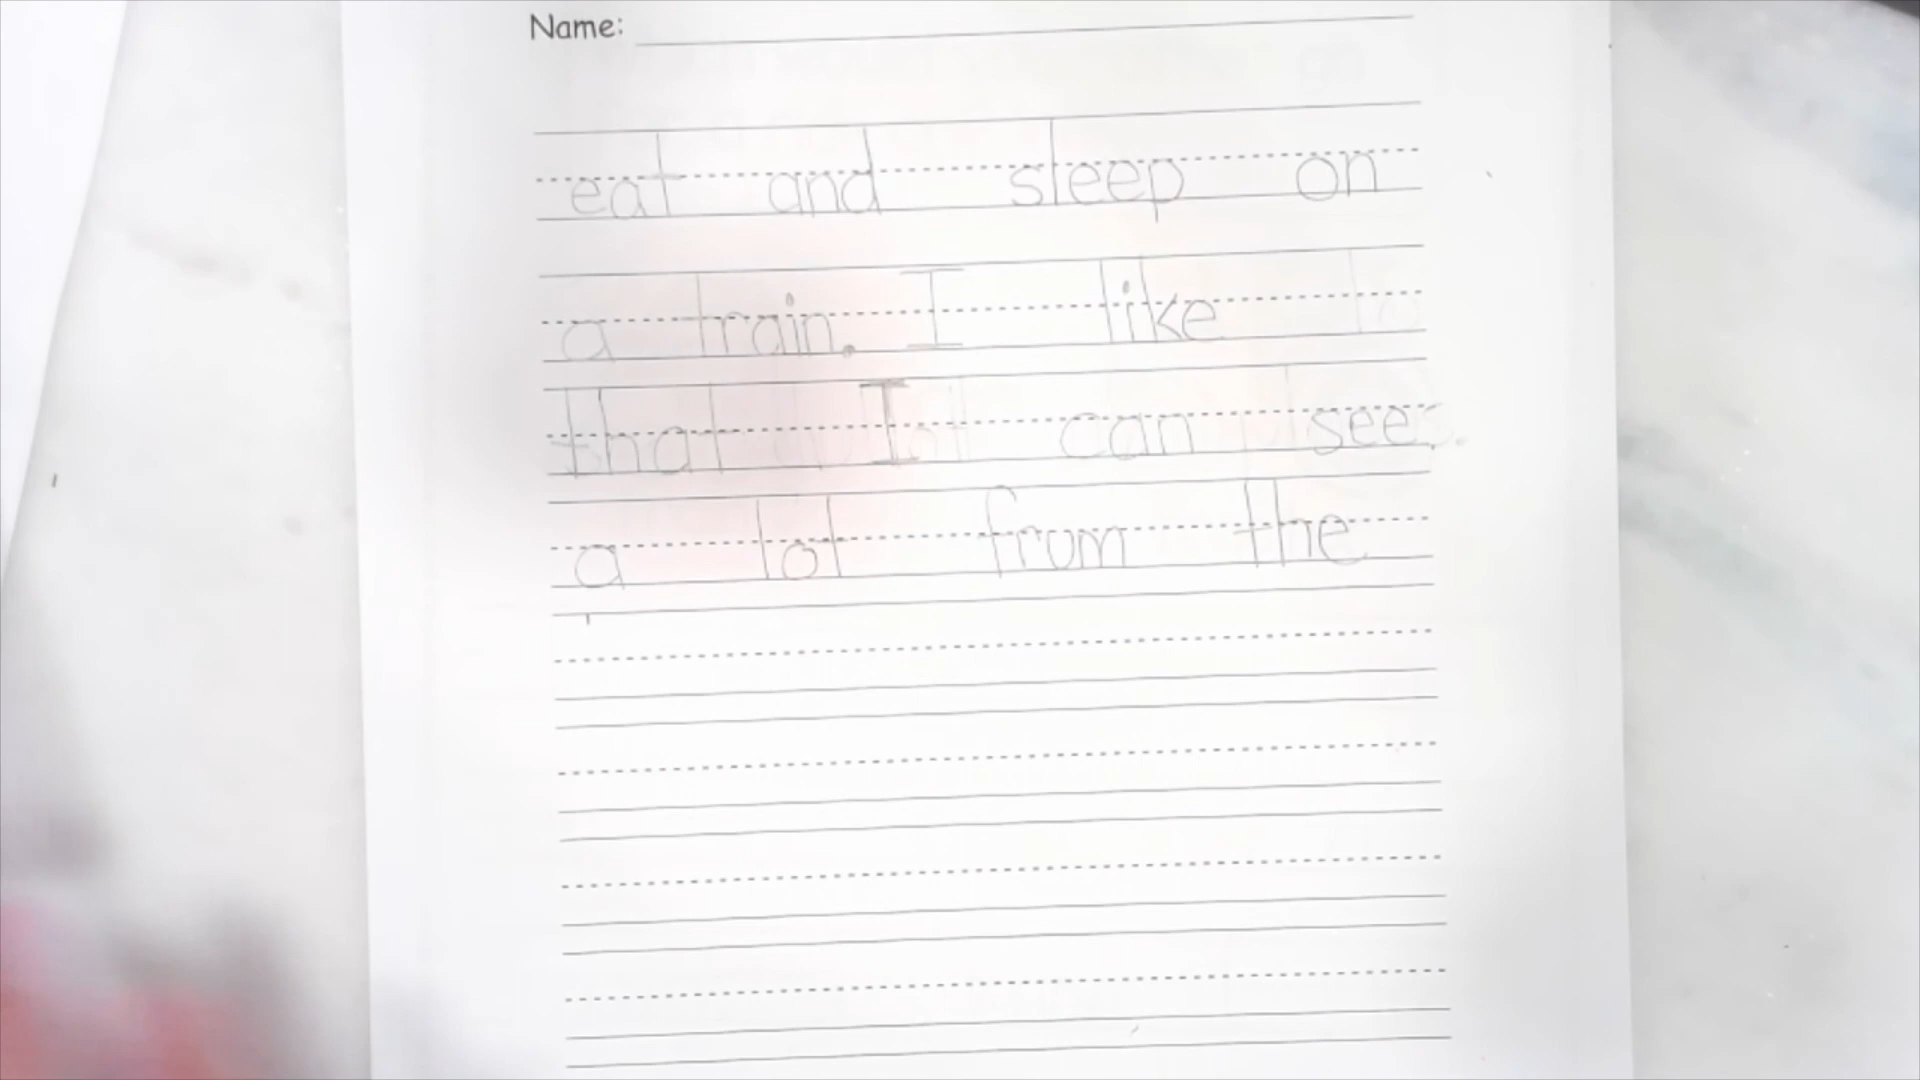 Name:
eat and sleep on
a train. I like
that I can see
a lot from the